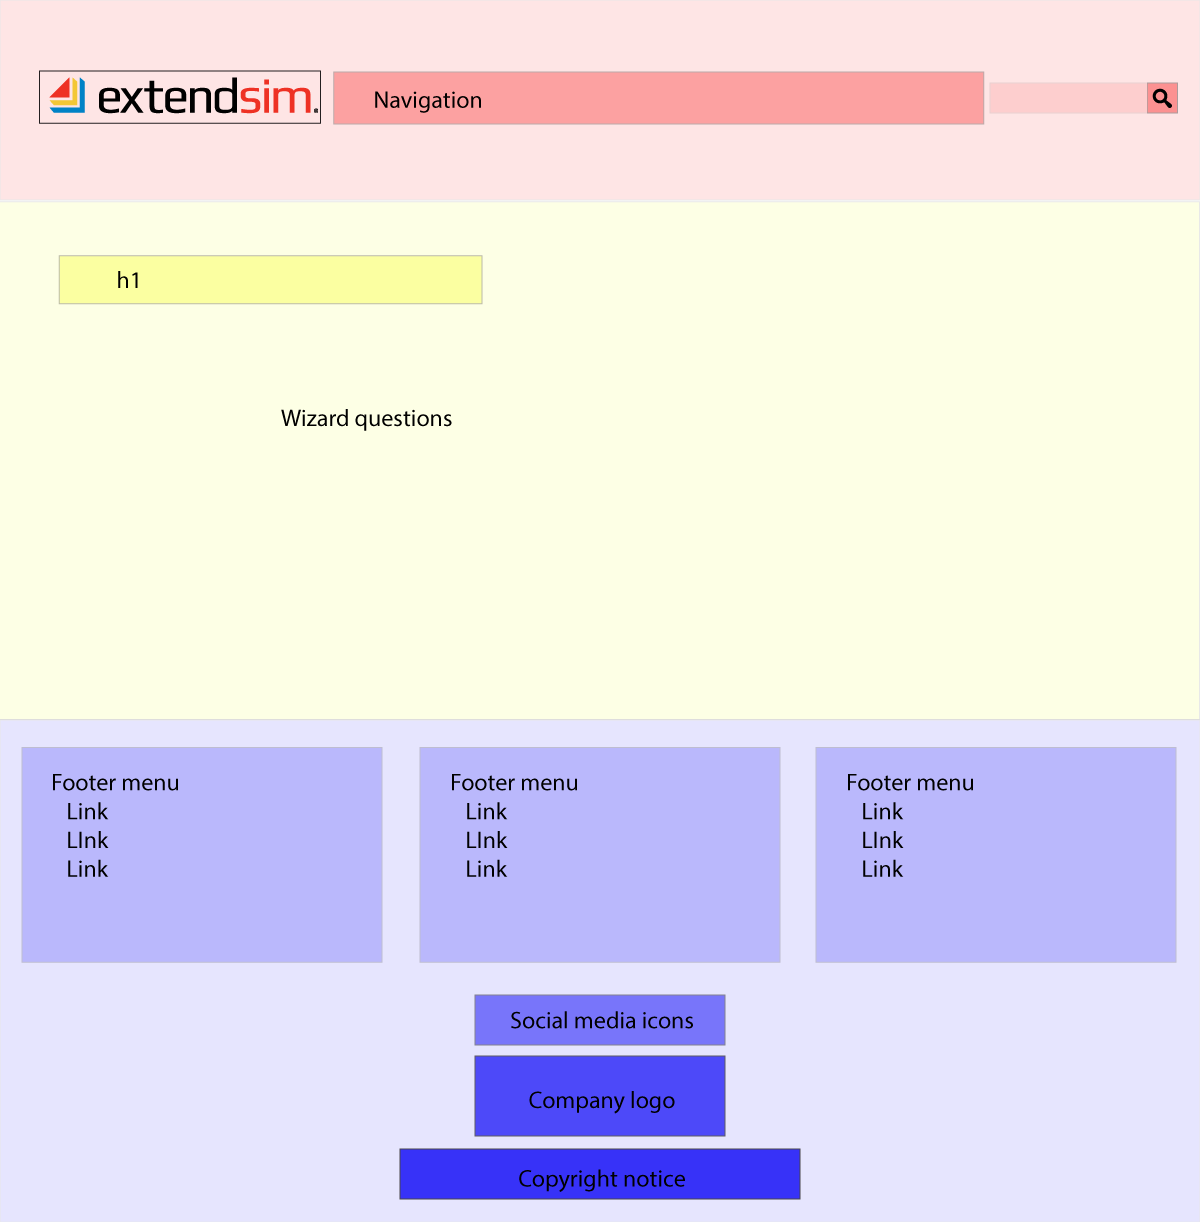 extendsim.
Navigation
h1
Wizard questions
Footer menu
Link
LInk
Link
Footer menu
Link
LInk
Link
Footer menu
Link
LInk
Link
Social media icons
Company logo
Copyright notice